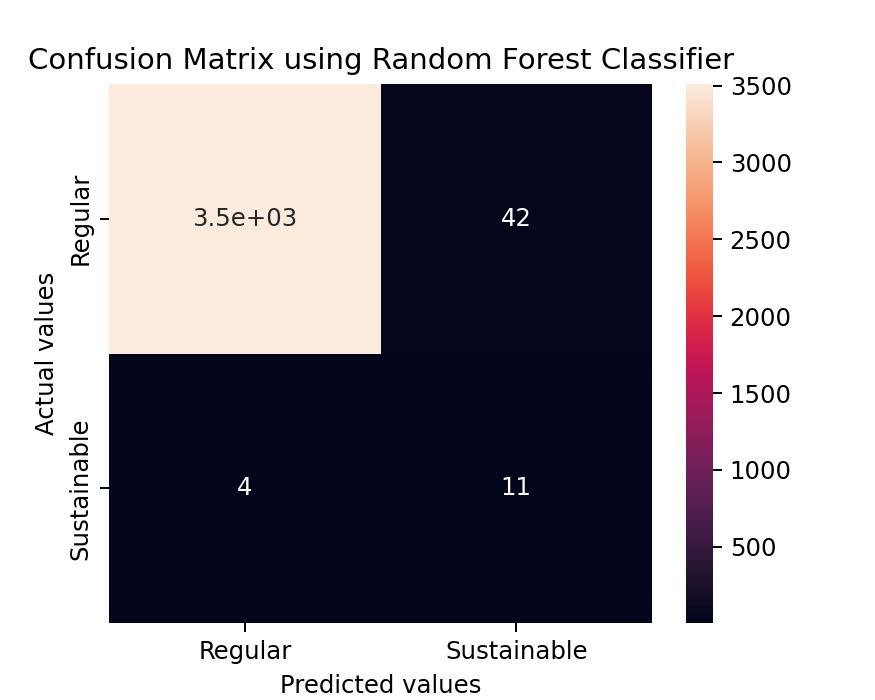 Confusion Matrix using Random Forest Classifier
Actual values
Regular
Sustainable
3.5e+03
42
4
11
Regular
Sustainable
Predicted values
3500
3000
2500
2000
1500
1000
500